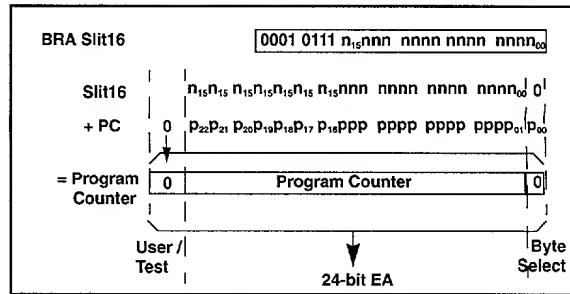 BRA Slit16 0001 0111 n15nnn nnnn nnnn nnnn00
Slit16 n15n15 n15n15n15n15 n15nnn nnnn nnnn nnnn00 0
+ PC 0 p22p21 p20p19p18p17 p16ppp pppp pppp pppp01 p00
= Program Counter 0 Program Counter 0
User / Test
Byte Select
24-bit EA